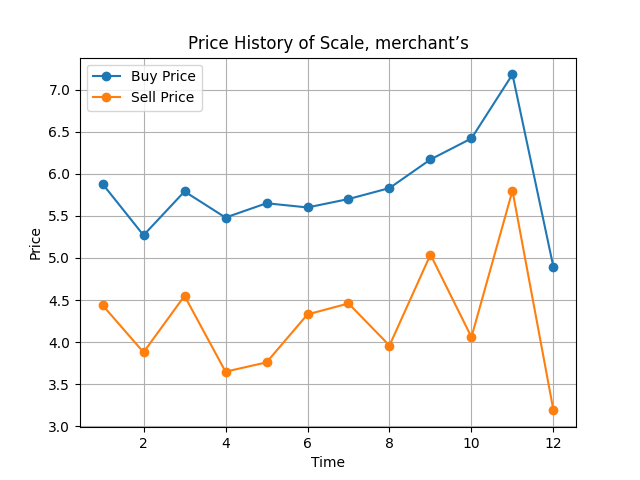 Price History of Scale, merchant’s
Buy Price
Sell Price
7.0
6.5
6.0
5.5
5.0
4.5
4.0
3.5
3.0
Price
2 4 6 8 10 12
Time